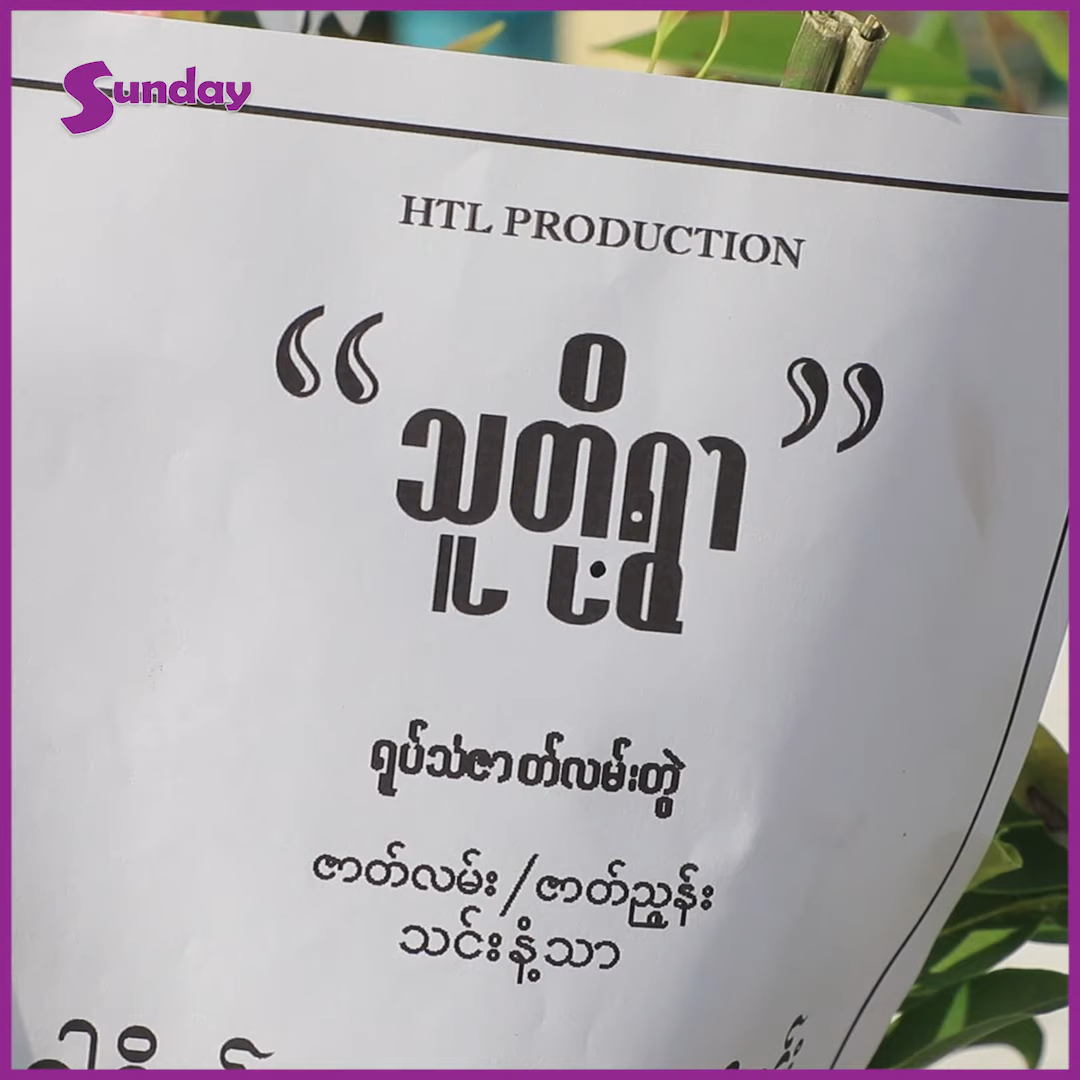 Sunday
HTL PRODUCTION
“သူတို့ရွာ”
ရုပ်သံဇာတ်လမ်းတွဲ
ဇာတ်လမ်း/ဇာတ်ညွှန်း
သင်းနံ့သာ